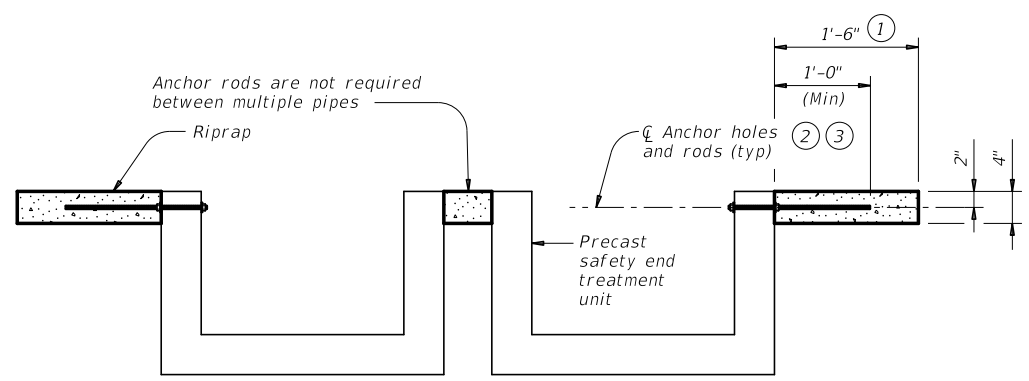 1'-6" 1
1'-0"
(Min)
Anchor rods are not required
between multiple pipes
Riprap
℄ Anchor holes 2 3
and rods (typ)
2"
4"
Precast
safety end
treatment
unit